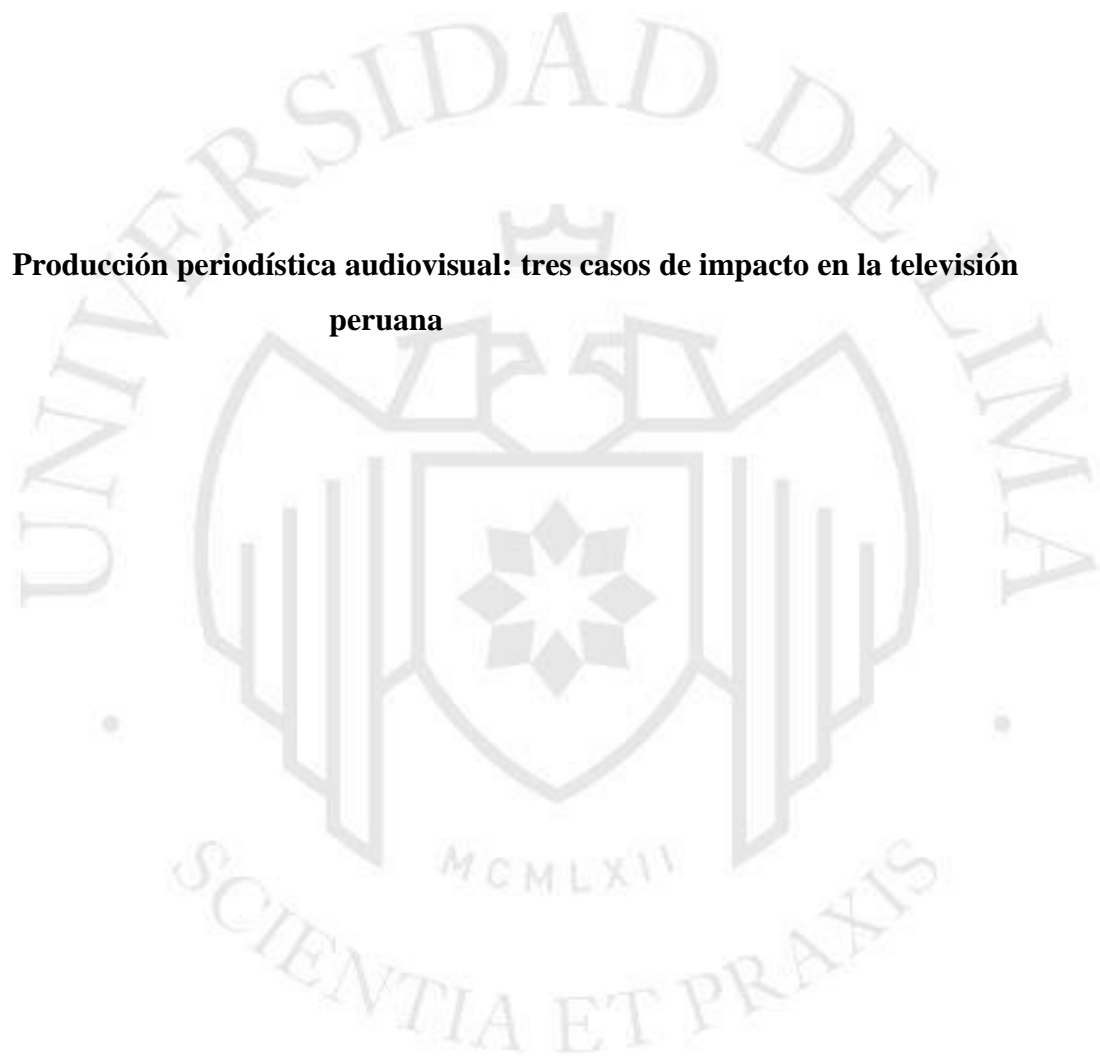 UNIVERSIDAD DE LIMA
Producción periodística audiovisual: tres casos de impacto en la televisión
peruana
MCMLXII
SCIENTIA ET PRAXIS